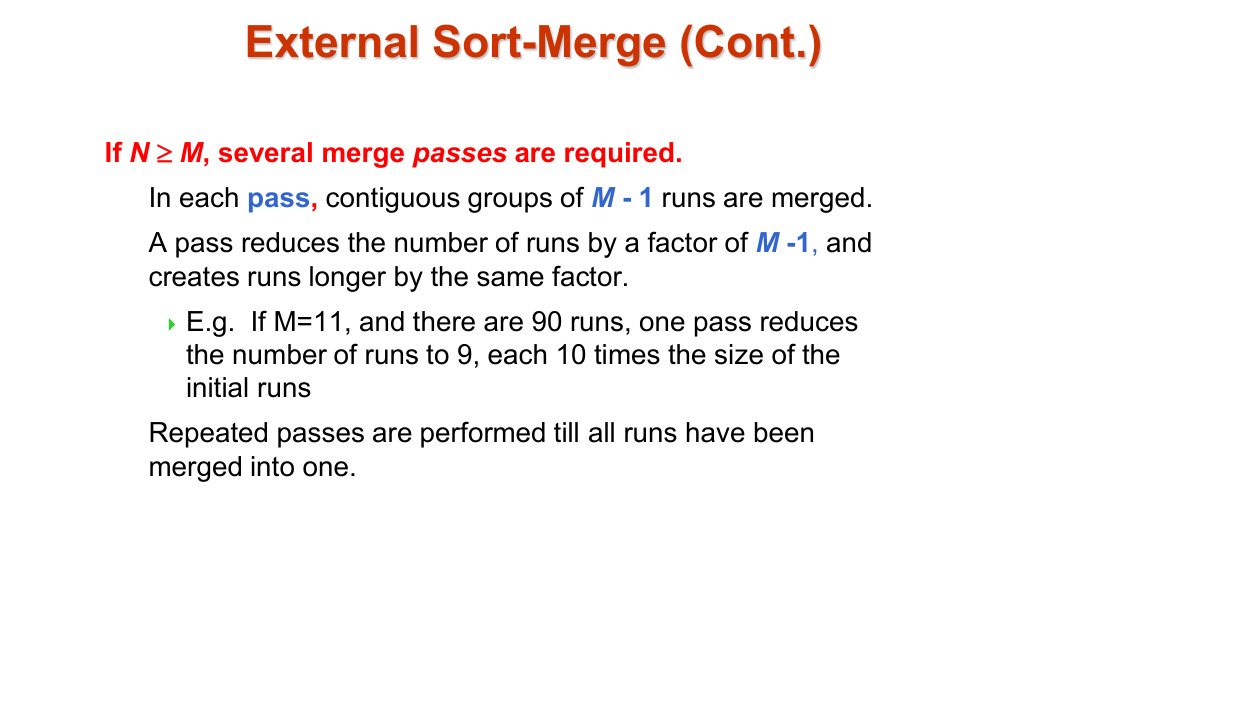 External Sort-Merge (Cont.)
If N ≥ M, several merge passes are required.
In each pass, contiguous groups of M - 1 runs are merged.
A pass reduces the number of runs by a factor of M -1, and
creates runs longer by the same factor.
E.g.  If M=11, and there are 90 runs, one pass reduces
the number of runs to 9, each 10 times the size of the
initial runs
Repeated passes are performed till all runs have been
merged into one.